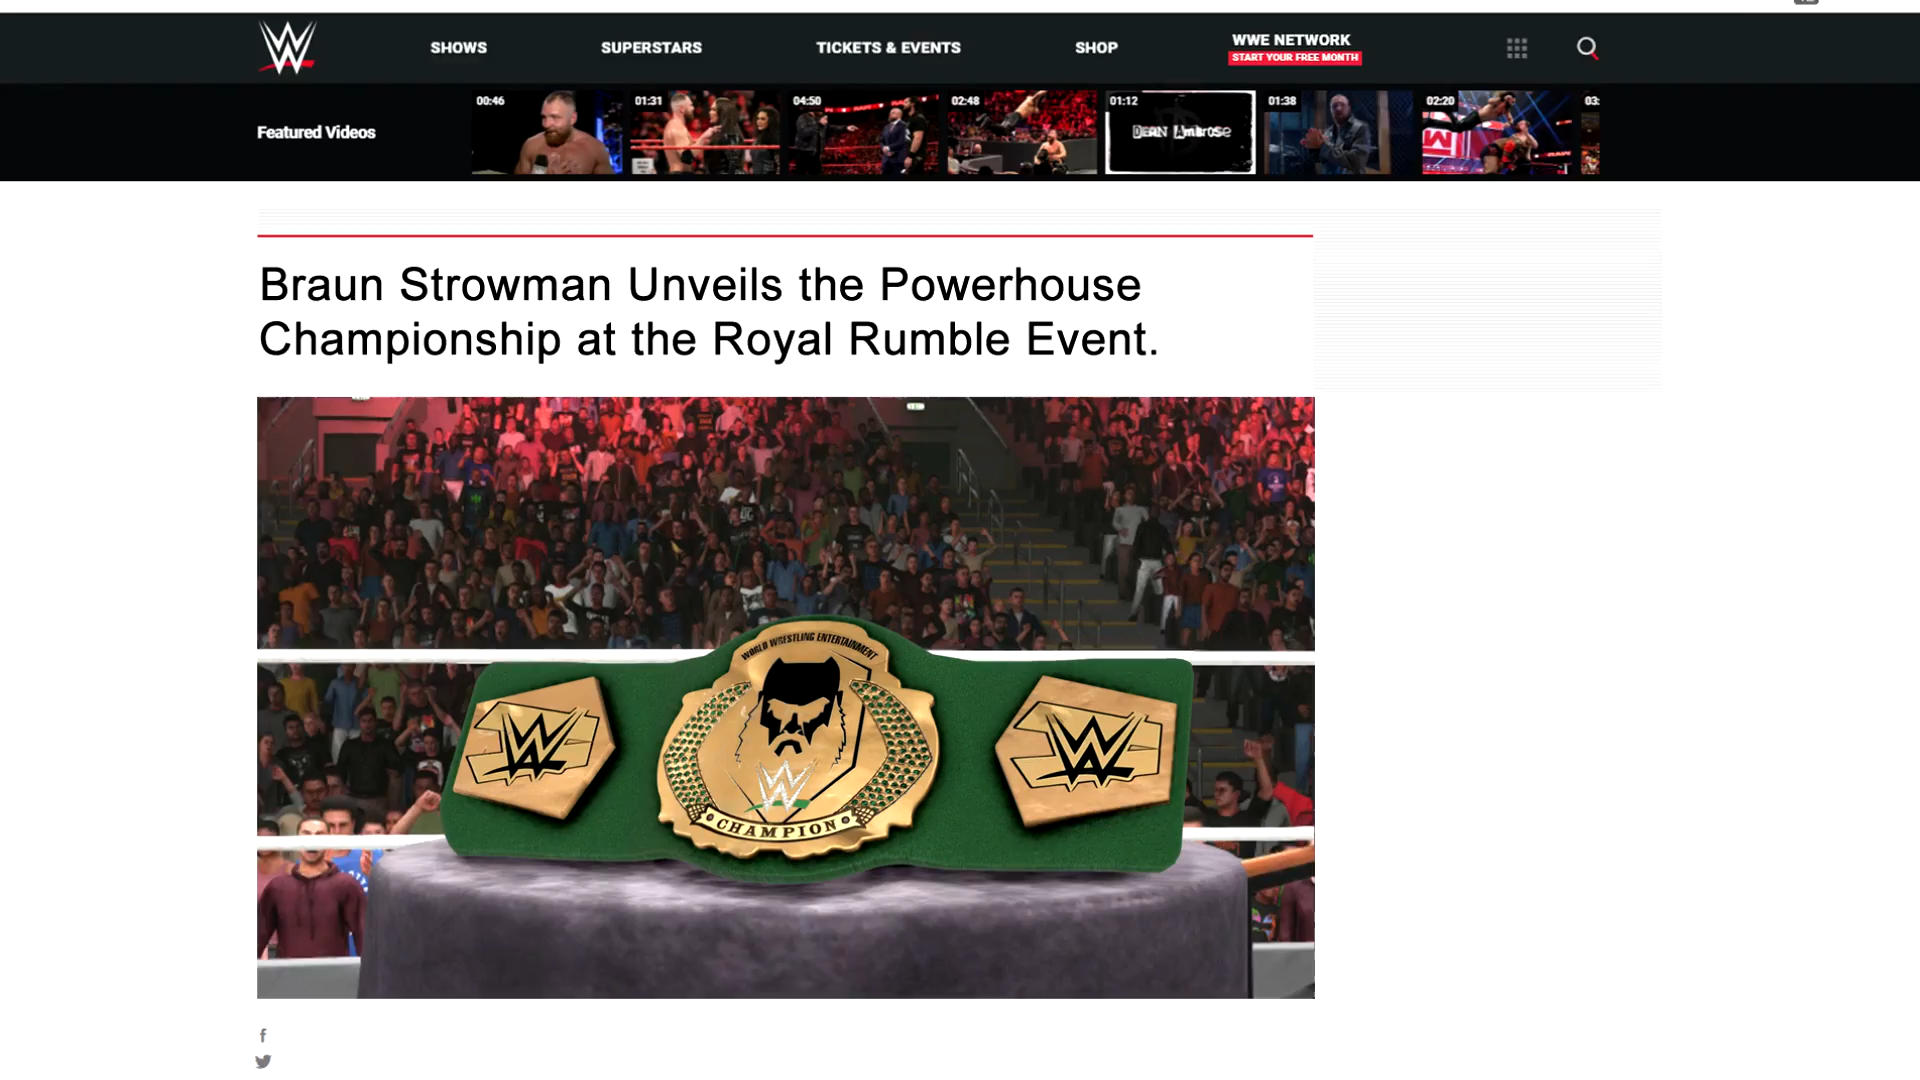 SHOWS
SUPERSTARS
TICKETS & EVENTS
SHOP
WWE NETWORK
START YOUR FREE MONTH
Featured Videos
00:46
01:31
04:50
02:48
01:12
01:38
02:20
03:
DEAN AmbrOSe
Braun Strowman Unveils the Powerhouse
Championship at the Royal Rumble Event.
WORLD WRESTLING ENTERTAINMENT
W
CHAMPION
W
W